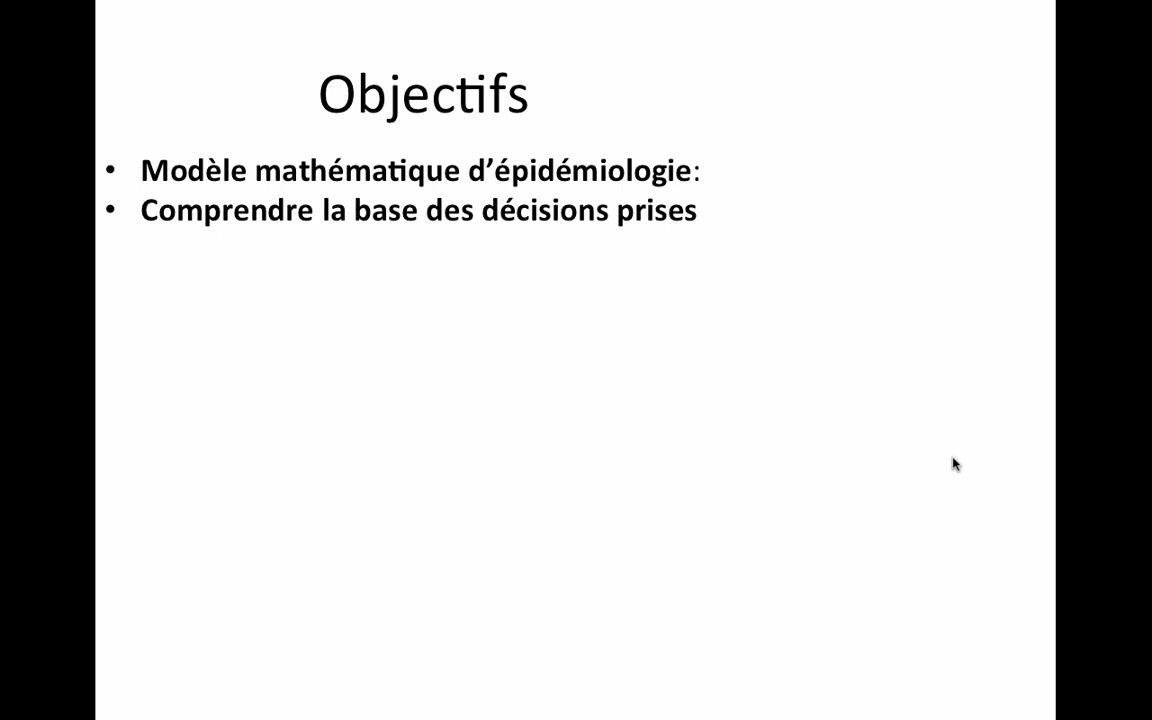 Objectifs
• Modèle mathématique d’épidémiologie:
• Comprendre la base des décisions prises